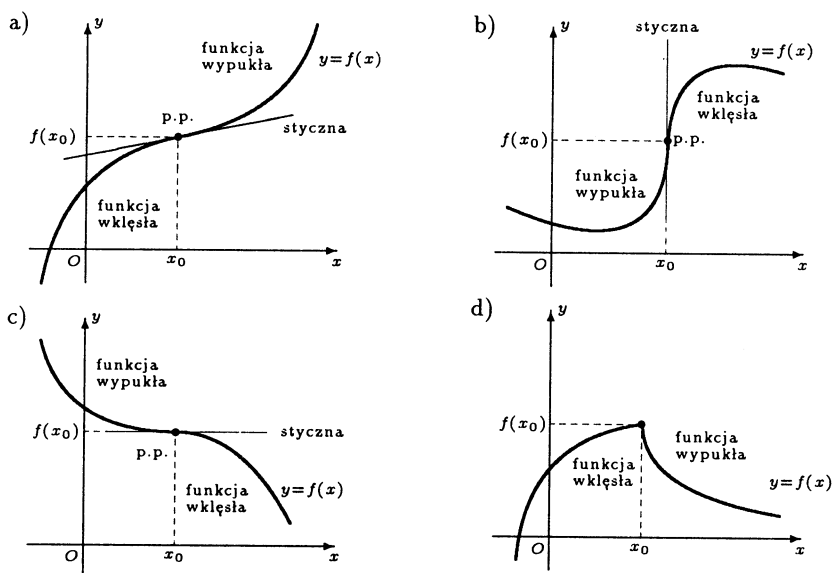 a)
y
funkcja
wypukła
y=f(x)
p.p.
f(x₀)
styczna
funkcja
wklęsła
O
x₀
x
b)
y
styczna
y=f(x)
funkcja
wklęsła
f(x₀)
p.p.
funkcja
wypukła
O
x₀
x
c)
y
funkcja
wypukła
f(x₀)
styczna
p.p.
funkcja
wklęsła
y=f(x)
O
x₀
x
d)
y
f(x₀)
funkcja
wypukła
funkcja
wklęsła
y=f(x)
O
x₀
x